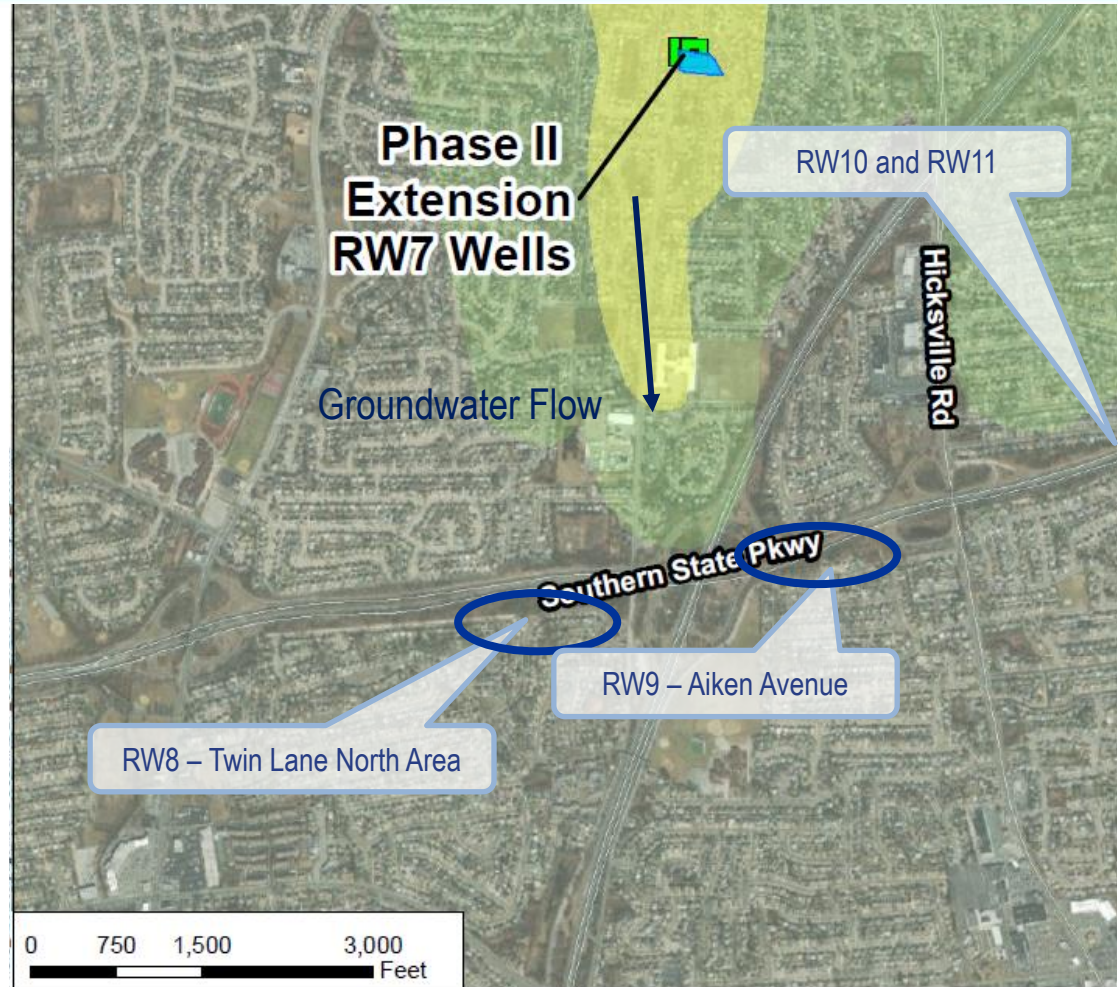 Phase II
Extension
RW7 Wells
RW10 and RW11
Hicksville Rd
Groundwater Flow
Southern State Pkwy
RW9 – Aiken Avenue
RW8 – Twin Lane North Area
0 750 1,500 3,000
Feet